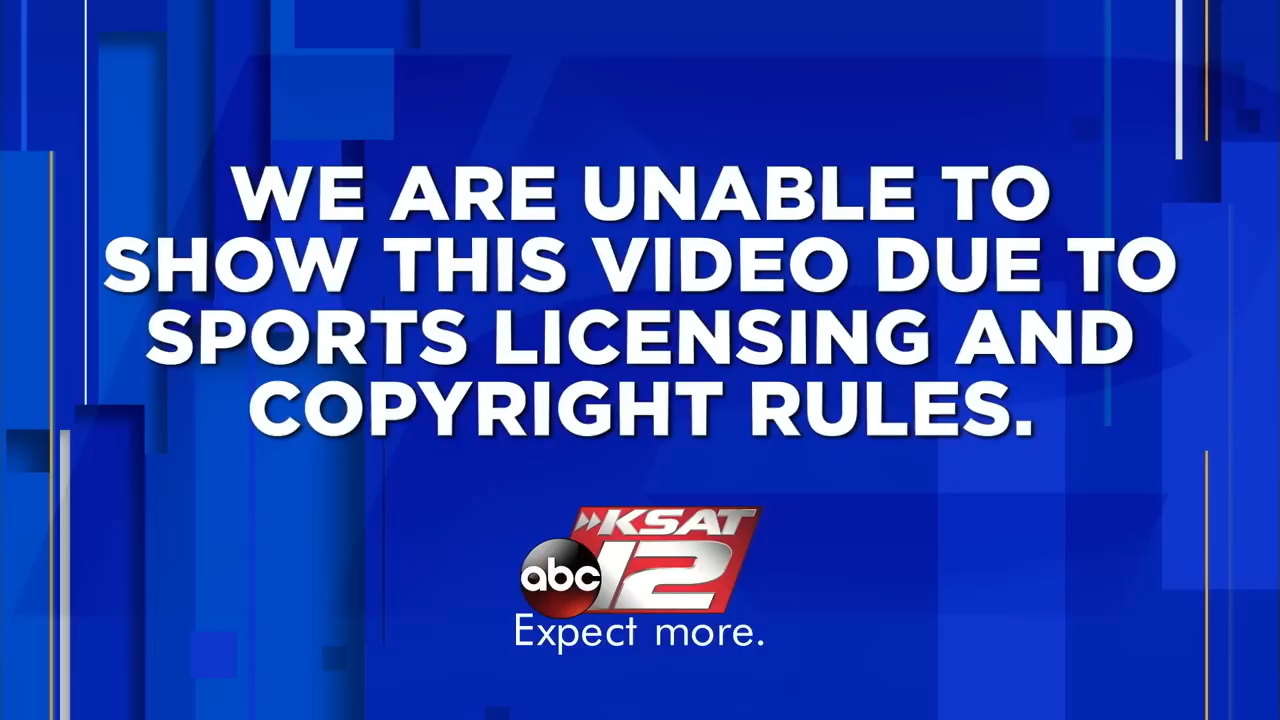 WE ARE UNABLE TO
SHOW THIS VIDEO DUE TO
SPORTS LICENSING AND
COPYRIGHT RULES.
KSAT
abc 12
Expect more.